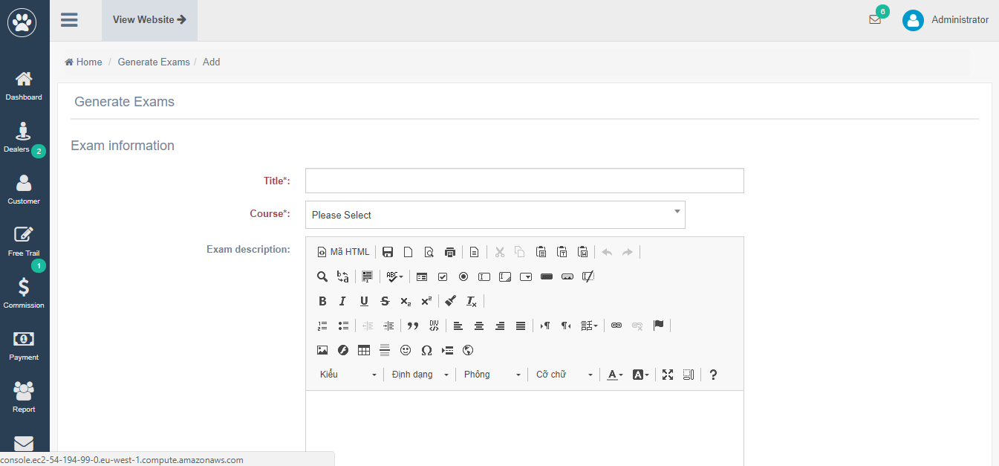 View Website
6
Administrator
Home / Generate Exams / Add
Dashboard
Dealers 2
Customer
Free Trail
1
Commission
Payment
Report
Generate Exams
Exam information
Title*:
Course*:
Please Select
Exam description:
Mã HTML
Kiểu
Định dạng
Phông
Cỡ chữ
console.ec2-54-194-99-0.eu-west-1.compute.amazonaws.com